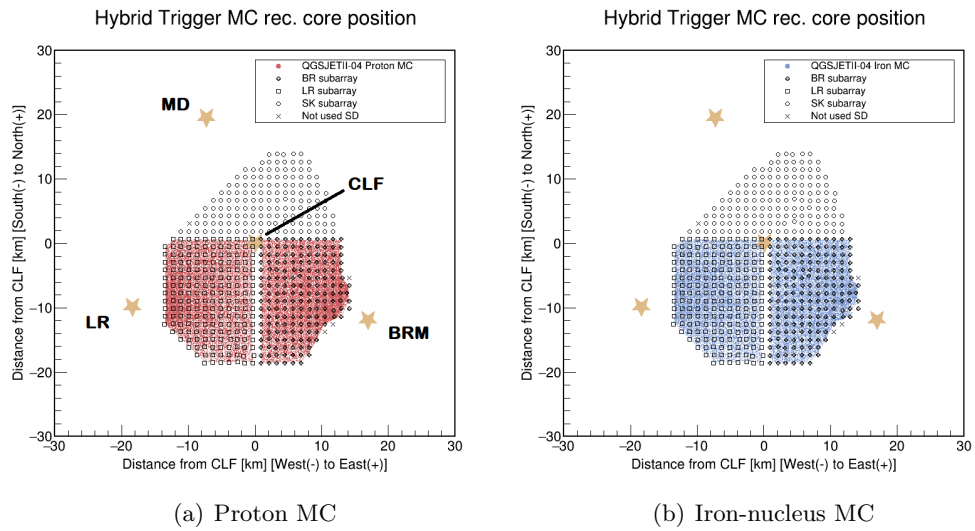 Hybrid Trigger MC rec. core position
30
20
10
0
−10
−20
−30
−30
−20
−10
0
10
20
30
Distance from CLF [km] [South(-) to North(+)]
Distance from CLF [km] [West(-) to East(+)]
QGSJETII-04 Proton MC
BR subarray
LR subarray
SK subarray
Not used SD
MD
CLF
LR
BRM
(a) Proton MC
Hybrid Trigger MC rec. core position
30
20
10
0
−10
−20
−30
−30
−20
−10
0
10
20
30
Distance from CLF [km] [South(-) to North(+)]
Distance from CLF [km] [West(-) to East(+)]
QGSJETII-04 Iron MC
BR subarray
LR subarray
SK subarray
Not used SD
(b) Iron-nucleus MC